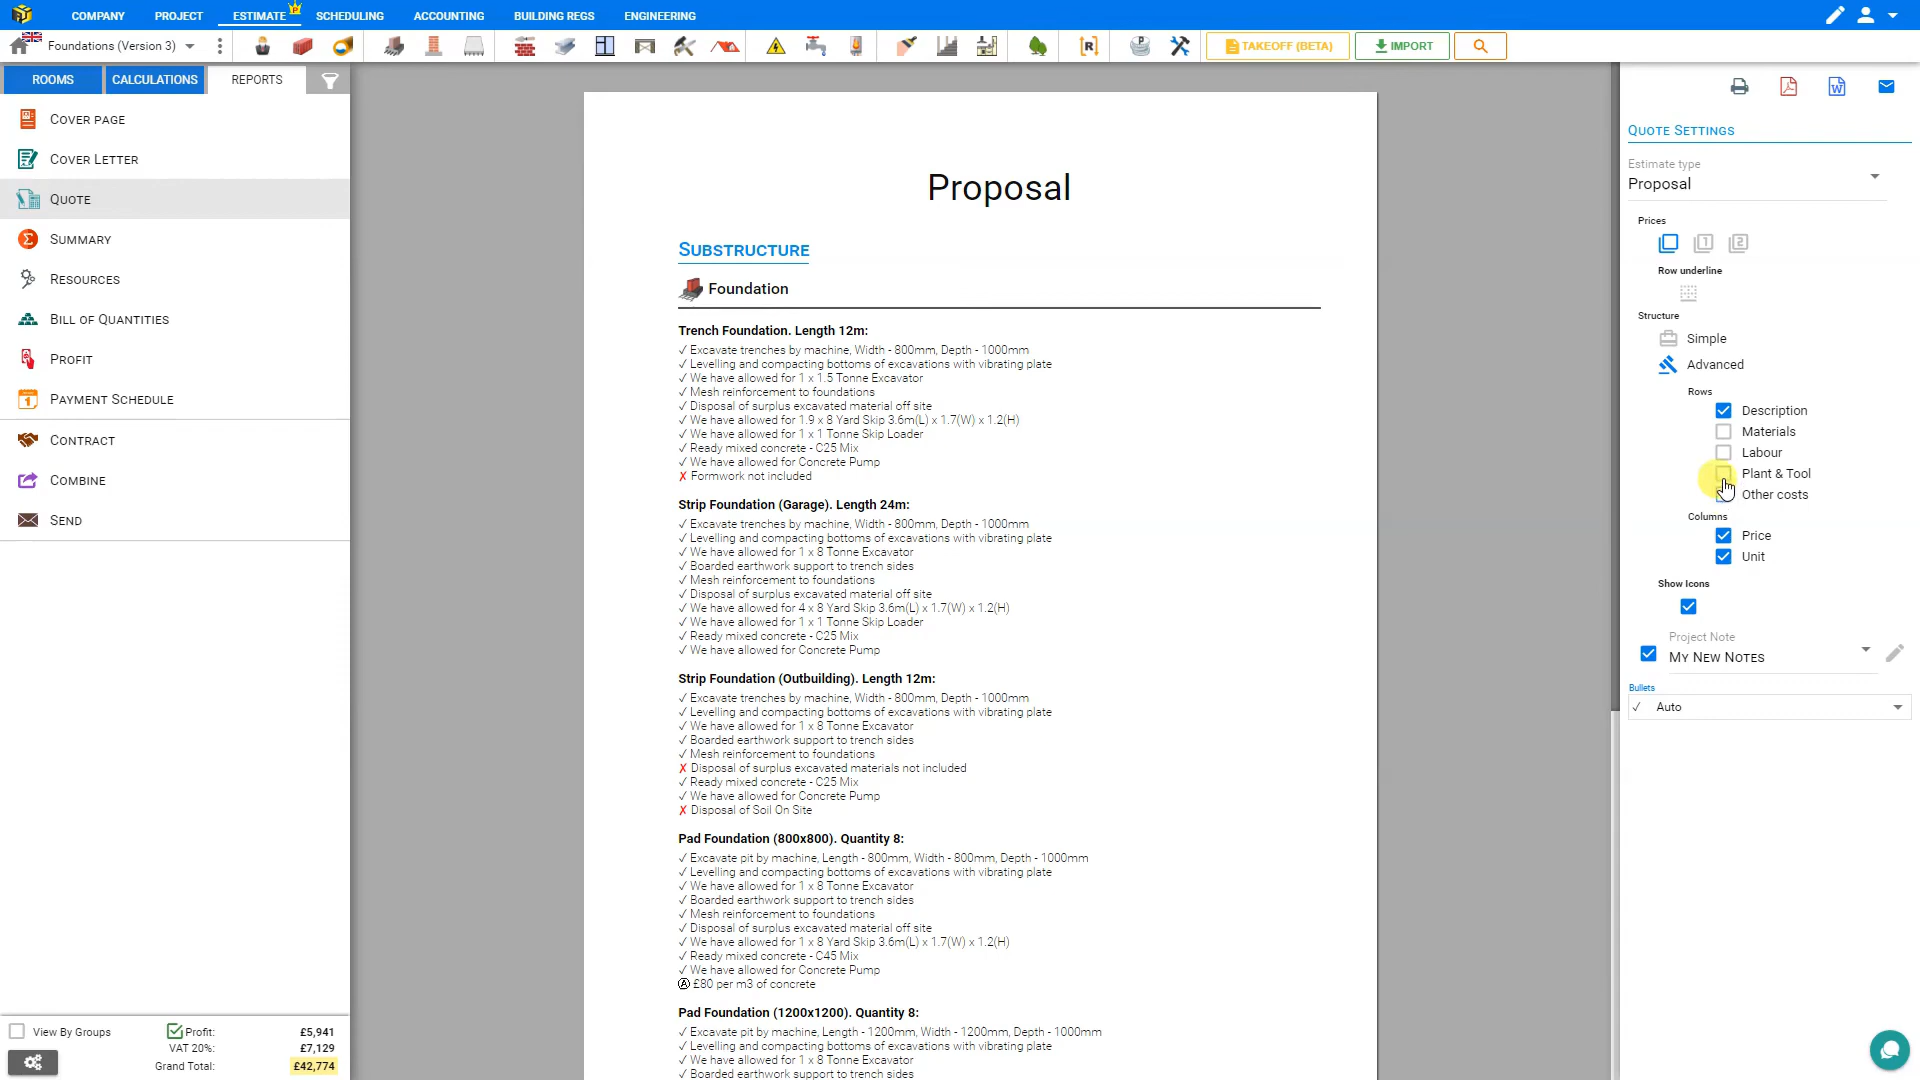 COMPANY PROJECT ESTIMATE SCHEDULING ACCOUNTING BUILDING REGS ENGINEERING
Foundations (Version 3) TAKEOFF (BETA) IMPORT
ROOMS CALCULATIONS REPORTS
COVER PAGE
COVER LETTER
QUOTE
SUMMARY
RESOURCES
BILL OF QUANTITIES
PROFIT
PAYMENT SCHEDULE
CONTRACT
COMBINE
SEND
View By Groups Profit: £5,941
VAT 20%: £7,129
Grand Total: £42,774
Proposal
SUBSTRUCTURE
Foundation
Trench Foundation. Length 12m:
✓ Excavate trenches by machine, Width - 800mm, Depth - 1000mm
✓ Levelling and compacting bottoms of excavations with vibrating plate
✓ We have allowed for 1 x 1.5 Tonne Excavator
✓ Mesh reinforcement to foundations
✓ Disposal of surplus excavated material off site
✓ We have allowed for 1.9 x 8 Yard Skip 3.6m(L) x 1.7(W) x 1.2(H)
✓ We have allowed for 1 x 1 Tonne Skip Loader
✓ Ready mixed concrete - C25 Mix
✓ We have allowed for Concrete Pump
✗ Formwork not included
Strip Foundation (Garage). Length 24m:
✓ Excavate trenches by machine, Width - 800mm, Depth - 1000mm
✓ Levelling and compacting bottoms of excavations with vibrating plate
✓ We have allowed for 1 x 8 Tonne Excavator
✓ Boarded earthwork support to trench sides
✓ Mesh reinforcement to foundations
✓ Disposal of surplus excavated material off site
✓ We have allowed for 4 x 8 Yard Skip 3.6m(L) x 1.7(W) x 1.2(H)
✓ We have allowed for 1 x 1 Tonne Skip Loader
✓ Ready mixed concrete - C25 Mix
✓ We have allowed for Concrete Pump
Strip Foundation (Outbuilding). Length 12m:
✓ Excavate trenches by machine, Width - 800mm, Depth - 1000mm
✓ Levelling and compacting bottoms of excavations with vibrating plate
✓ We have allowed for 1 x 8 Tonne Excavator
✓ Boarded earthwork support to trench sides
✓ Mesh reinforcement to foundations
✗ Disposal of surplus excavated materials not included
✓ Ready mixed concrete - C25 Mix
✓ We have allowed for Concrete Pump
✗ Disposal of Soil On Site
Pad Foundation (800x800). Quantity 8:
✓ Excavate pit by machine, Length - 800mm, Width - 800mm, Depth - 1000mm
✓ Levelling and compacting bottoms of excavations with vibrating plate
✓ We have allowed for 1 x 8 Tonne Excavator
✓ Boarded earthwork support to trench sides
✓ Mesh reinforcement to foundations
✓ Disposal of surplus excavated material off site
✓ We have allowed for 1 x 8 Yard Skip 3.6m(L) x 1.7(W) x 1.2(H)
✓ Ready mixed concrete - C45 Mix
✓ We have allowed for Concrete Pump
Ⓐ £80 per m3 of concrete
Pad Foundation (1200x1200). Quantity 8:
✓ Excavate pit by machine, Length - 1200mm, Width - 1200mm, Depth - 1000mm
✓ Levelling and compacting bottoms of excavations with vibrating plate
✓ We have allowed for 1 x 8 Tonne Excavator
✓ Boarded earthwork support to trench sides
QUOTE SETTINGS
Estimate type
Proposal
Prices
1 2
Row underline
Structure
Simple
Advanced
Rows
Description
Materials
Labour
Plant & Tool
Other costs
Columns
Price
Unit
Show Icons
Project Note
MY NEW NOTES
Bullets
✓ Auto